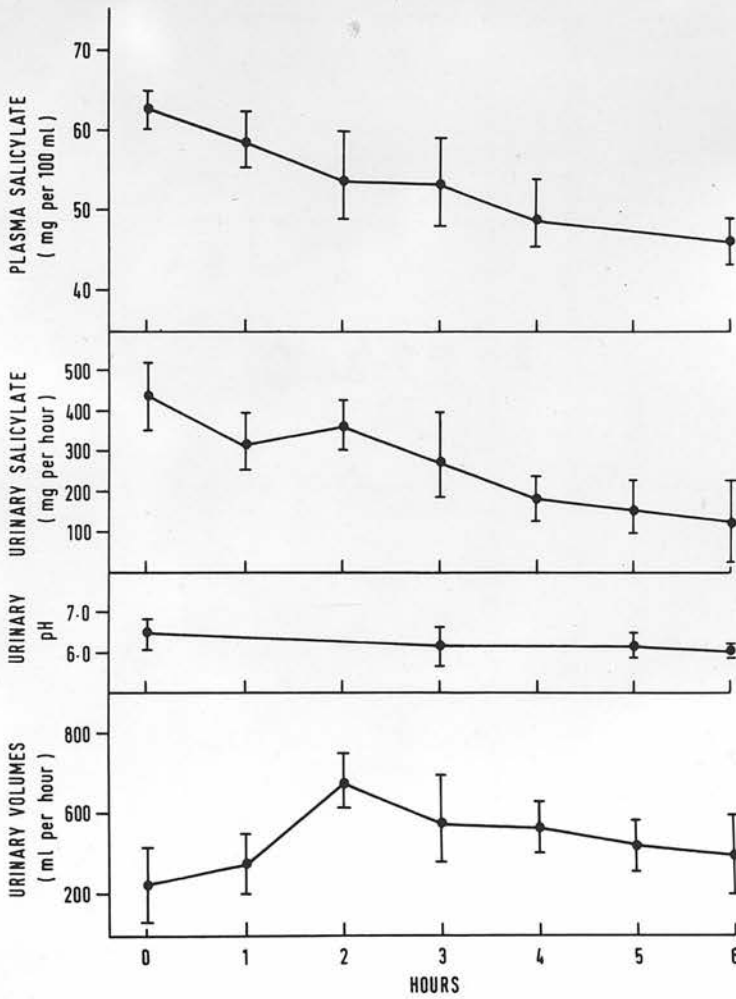 PLASMA SALICYLATE
( mg per 100 ml )
70
60
50
40
URINARY SALICYLATE
( mg per hour )
500
400
300
200
100
URINARY
pH
7·0
6·0
URINARY VOLUMES
( ml per hour )
800
600
200
0 1 2 3 4 5 6
HOURS